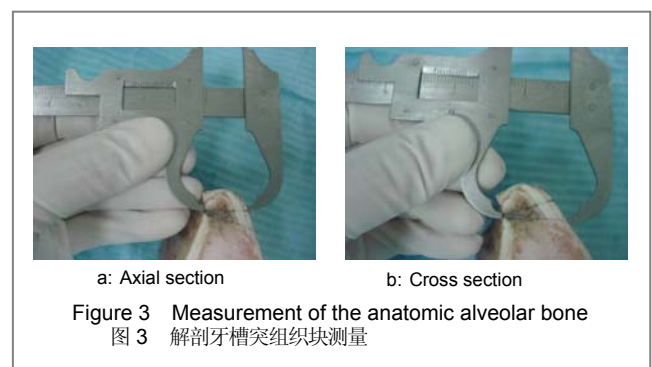 a: Axial section
b: Cross section
Figure 3 Measurement of the anatomic alveolar bone
图 3 解剖牙槽突组织块测量